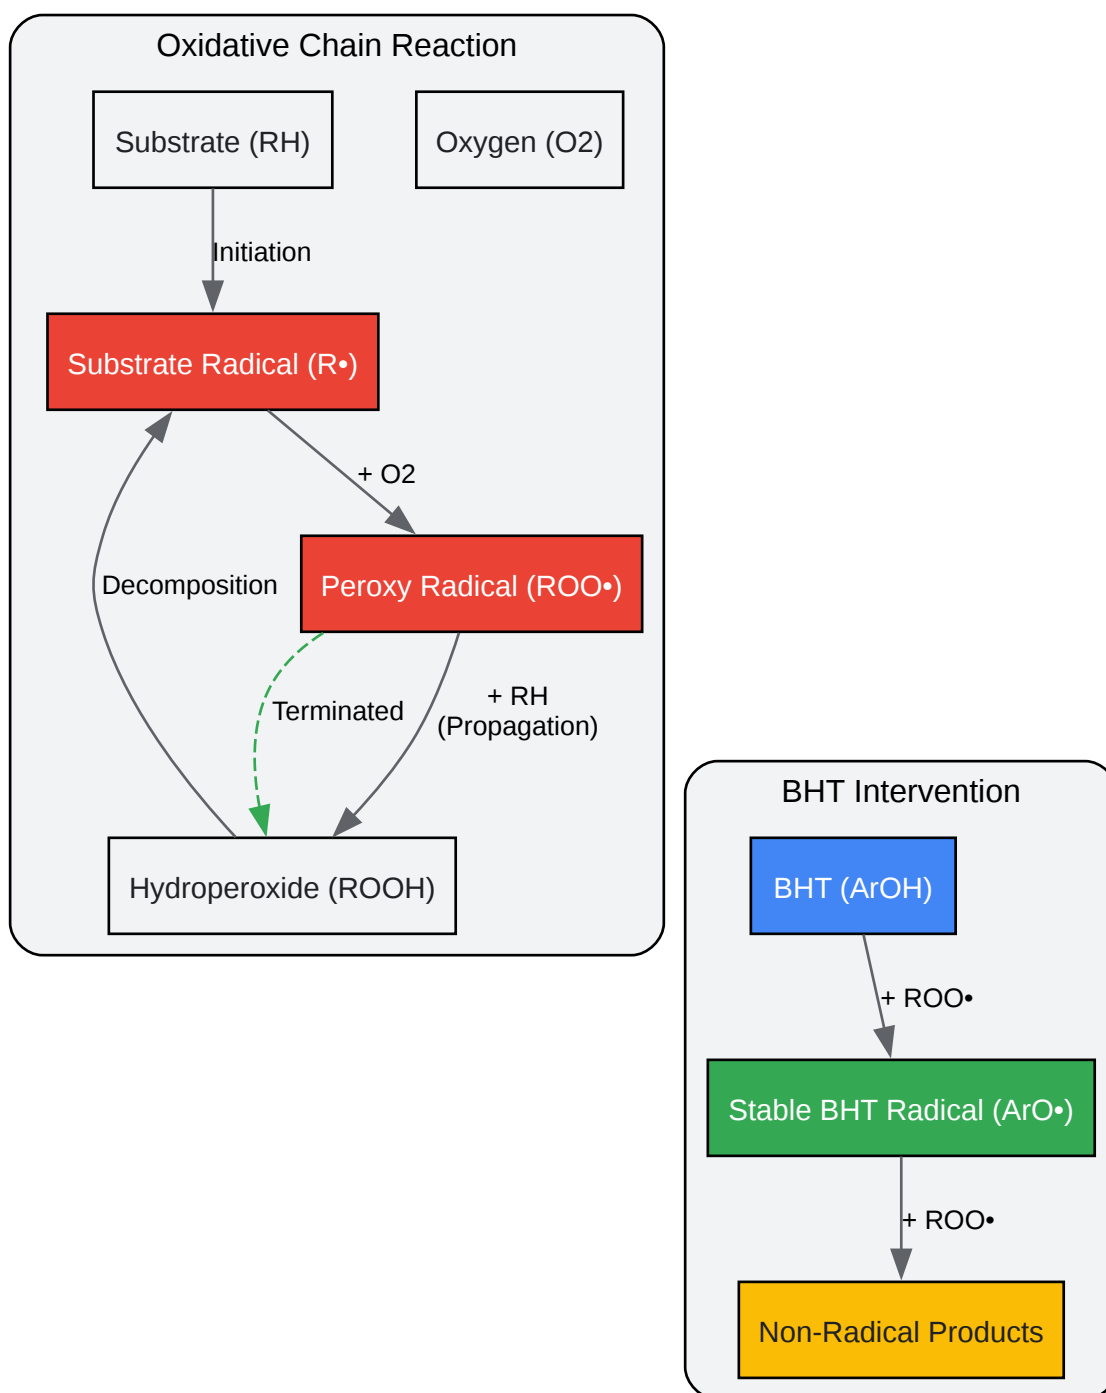 Oxidative Chain Reaction
Substrate (RH)
Oxygen (O2)
Initiation
Substrate Radical (R•)
+ O2
Peroxy Radical (ROO•)
Decomposition
Terminated
+ RH
(Propagation)
Hydroperoxide (ROOH)
BHT Intervention
BHT (ArOH)
+ ROO•
Stable BHT Radical (ArO•)
+ ROO•
Non-Radical Products